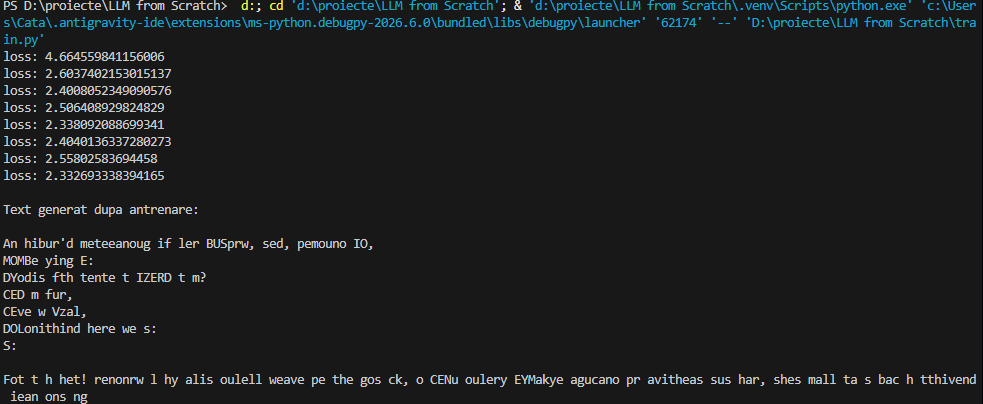 PS D:\proiecte\LLM from Scratch>  d:; cd 'd:\proiecte\LLM from Scratch'; & 'd:\proiecte\LLM from Scratch\.venv\Scripts\python.exe' 'c:\User
s\Cata\.antigravity-ide\extensions\ms-python.debugpy-2026.6.0\bundled\libs\debugpy\launcher' '62174' '--' 'D:\proiecte\LLM from Scratch\tra
in.py'
loss: 4.664559841156006
loss: 2.6037402153015137
loss: 2.4008052349090576
loss: 2.506408929824829
loss: 2.338092088699341
loss: 2.4040136337280273
loss: 2.55802583694458
loss: 2.332693338394165

Text generat dupa antrenare:

An hibur'd meteeanoug if ler BUSprw, sed, pemouno IO,
MOMBe ying E:
DYodis fth tente t IZERD t m?
CED m fur,
CEve w Vzal,
DOLonithind here we s:
S:

Fot t h het! renonrw l hy alis oulell weave pe the gos ck, o CENu oulery EYMakye agucano pr avitheas sus har, shes mall ta s bac h tthivend
 iean ons ng